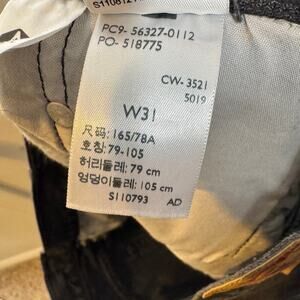 PC9- 56327-0112
PO- 518775
CW- 3521
5019
W31
尺码: 165/78A
호칭: 79-105
허리둘레: 79 cm
엉덩이둘레: 105 cm
S110793 AD